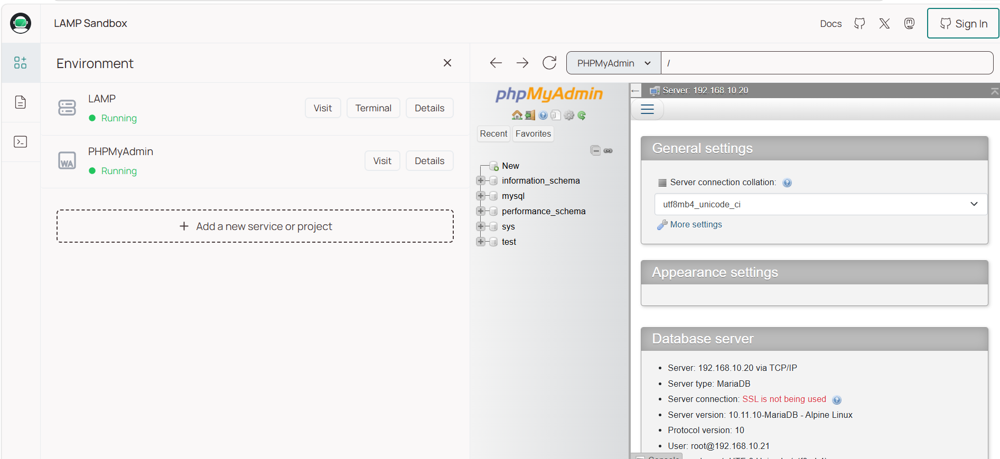 LAMP Sandbox
Docs
Sign In
Environment
LAMP
Running
Visit
Terminal
Details
PHPMyAdmin
Running
Visit
Details
+ Add a new service or project
PHPMyAdmin
/
phpMyAdmin
Recent
Favorites
New
information_schema
mysql
performance_schema
sys
test
Server: 192.168.10.20
General settings
Server connection collation:
utf8mb4_unicode_ci
More settings
Appearance settings
Database server
Server: 192.168.10.20 via TCP/IP
Server type: MariaDB
Server connection: SSL is not being used
Server version: 10.11.10-MariaDB - Alpine Linux
Protocol version: 10
User: root@192.168.10.21
Console